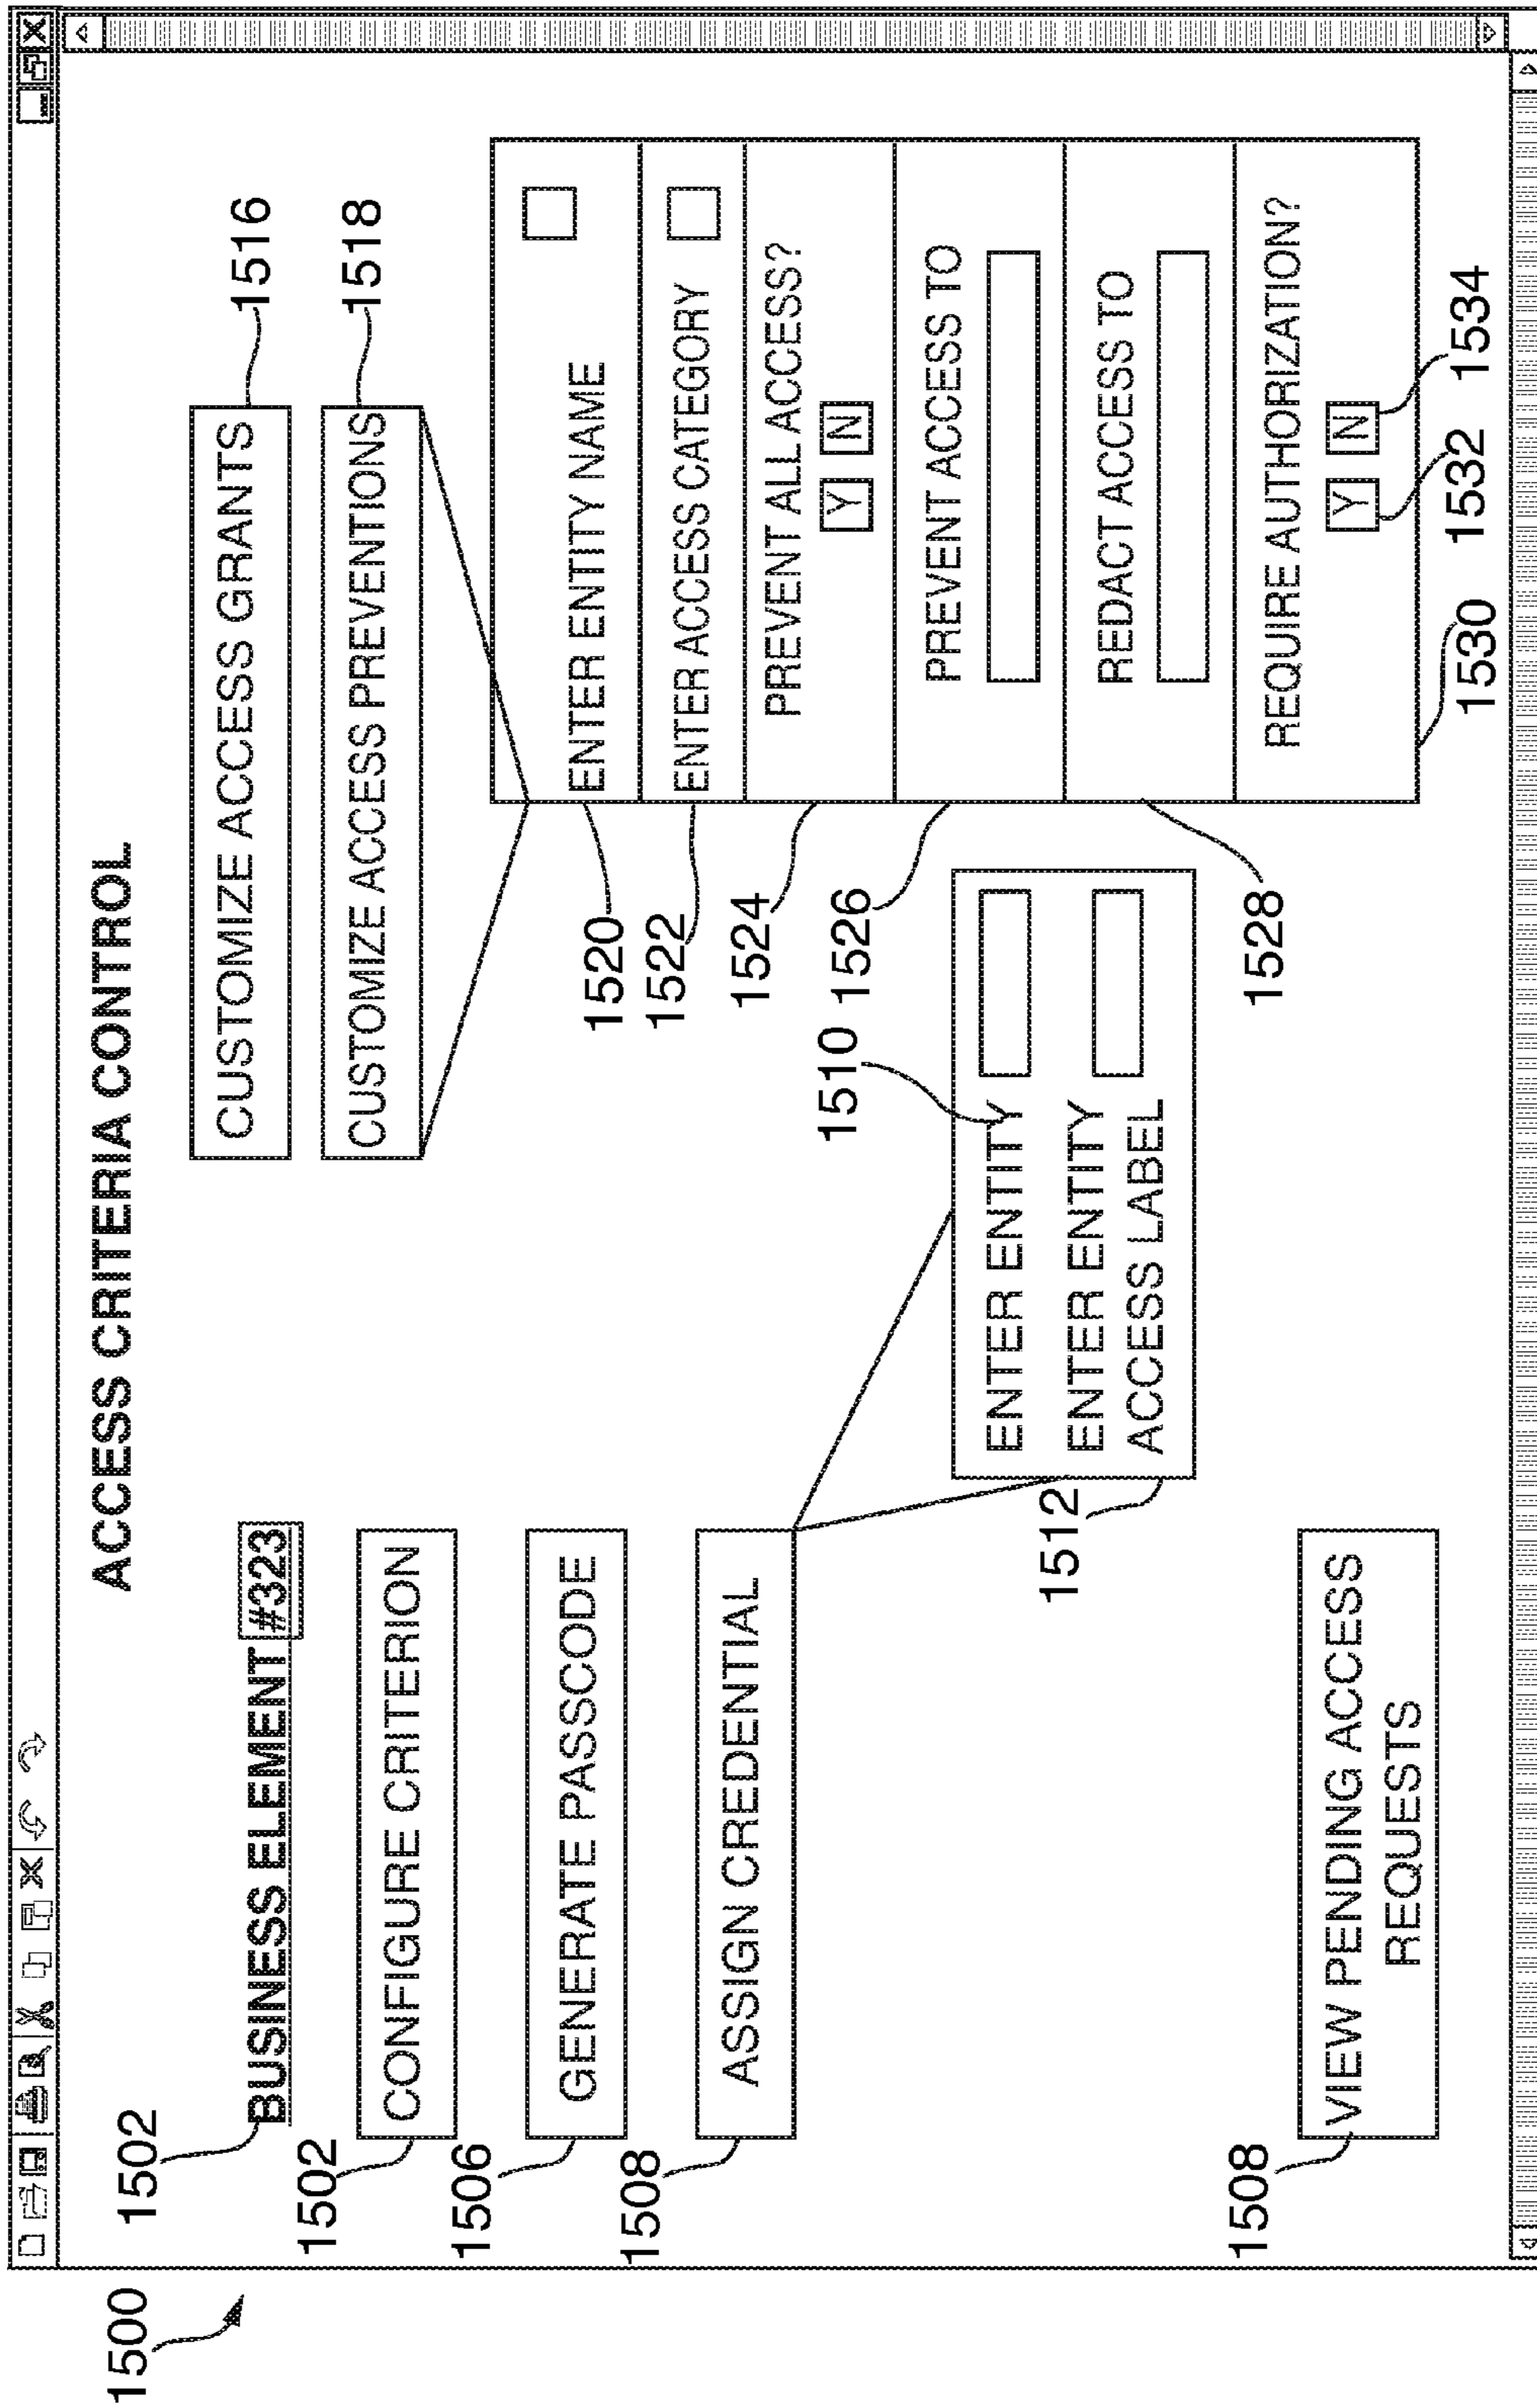 1500
ACCESS CRITERIA CONTROL
1502
BUSINESS ELEMENT #323
1502
CONFIGURE CRITERION
1506
GENERATE PASSCODE
1508
ASSIGN CREDENTIAL
1510
ENTER ENTITY
ENTER ENTITY
ACCESS LABEL
1512
1508
VIEW PENDING ACCESS
REQUESTS
CUSTOMIZE ACCESS GRANTS
1516
CUSTOMIZE ACCESS PREVENTIONS
1518
1520
ENTER ENTITY NAME
1522
ENTER ACCESS CATEGORY
1524
PREVENT ALL ACCESS?
Y N
1526
PREVENT ACCESS TO
1528
REDACT ACCESS TO
REQUIRE AUTHORIZATION?
Y N
1530
1532
1534